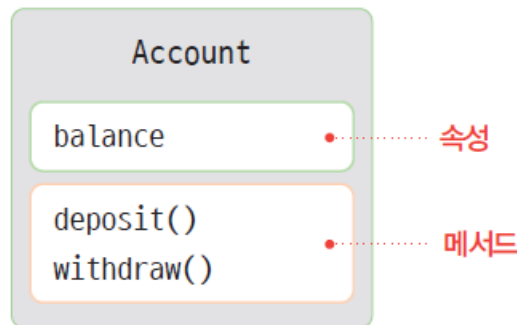 Account
balance
속성
deposit()
withdraw()
메서드